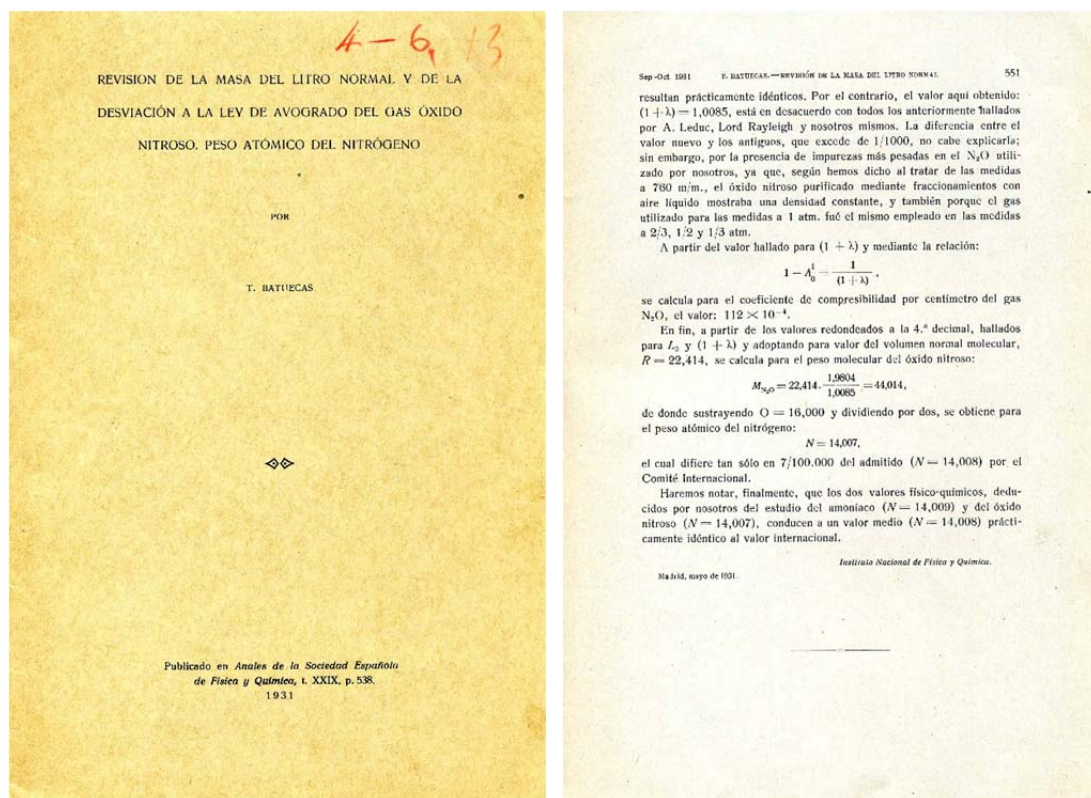 4-6, +3
REVISION DE LA MASA DEL LITRO NORMAL Y DE LA
DESVIACIÓN A LA LEY DE AVOGRADO DEL GAS ÓXIDO
NITROSO. PESO ATÓMICO DEL NITRÓGENO
POR
T. BATUECAS
Publicado en Anales de la Sociedad Española
de Física y Química, t. XXIX, p. 538.
1931
Sep-Oct 1931 T. BATUECAS.—REVISIÓN DE LA MASA DEL LITRO NORMAL 551
resultan prácticamente idénticos. Por el contrario, el valor aquí obtenido:
(1 + λ) = 1,0085, está en desacuerdo con todos los anteriormente hallados
por A. Leduc, Lord Rayleigh y nosotros mismos. La diferencia entre el
valor nuevo y los antiguos, que excede de 1/1000, no cabe explicarla;
sin embargo, por la presencia de impurezas más pesadas en el N₂O utili-
zado por nosotros, ya que, según hemos dicho al tratar de las medidas
a 760 m/m., el óxido nitroso purificado mediante fraccionamientos con
aire líquido mostraba una densidad constante, y también porque el gas
utilizado para las medidas a 1 atm. fué el mismo empleado en las medidas
a 2/3, 1/2 y 1/3 atm.
A partir del valor hallado para (1 + λ) y mediante la relación:
1 — A¹₀ = 1/(1 + λ),
se calcula para el coeficiente de compresibilidad por centímetro del gas
N₂O, el valor: 112 × 10⁻⁴.
En fin, a partir de los valores redondeados a la 4.ª decimal, hallados
para L₀ y (1 + λ) y adoptando para valor del volumen normal molecular,
R = 22,414, se calcula para el peso molecular del óxido nitroso:
M_N₂O = 22,414. 1,9804/1,0085 = 44,014,
de donde sustrayendo O = 16,000 y dividiendo por dos, se obtiene para
el peso atómico del nitrógeno:
N = 14,007,
el cual difiere tan sólo en 7/100.000 del admitido (N = 14,008) por el
Comité Internacional.
Haremos notar, finalmente, que los dos valores físico-químicos, dedu-
cidos por nosotros del estudio del amoníaco (N = 14,009) y del óxido
nitroso (N = 14,007), conducen a un valor medio (N = 14,008) prácti-
camente idéntico al valor internacional.
Instituto Nacional de Física y Química.
Madrid, mayo de 1931.